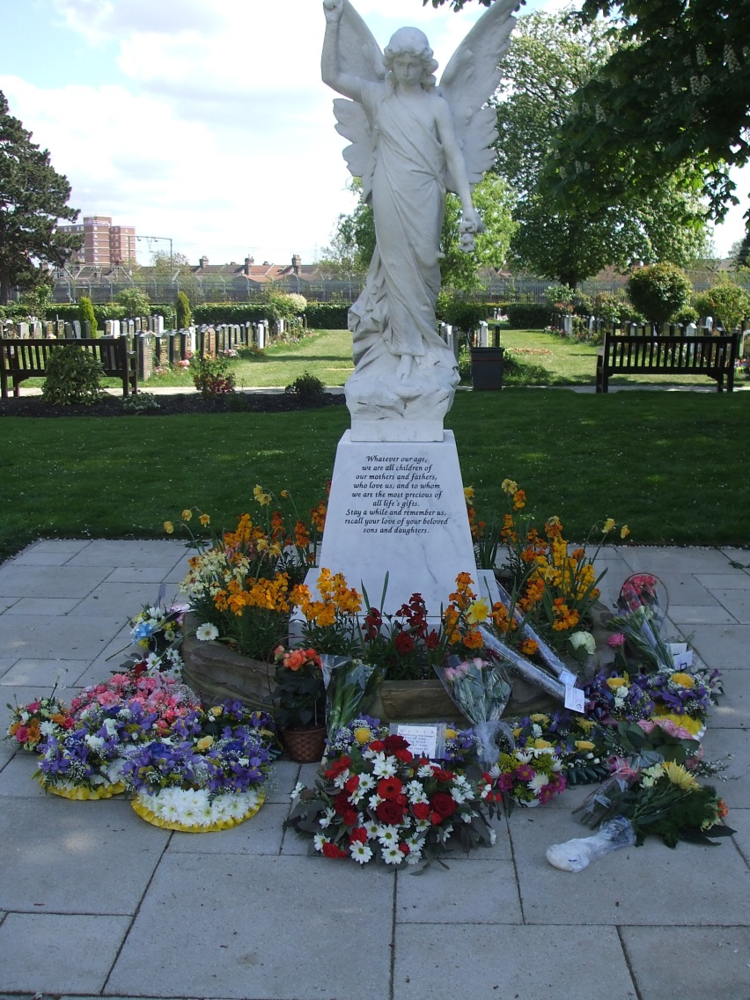 Whatever our age,
we are all children of
our mothers and fathers,
who love us, and to whom
we are the most precious of
all life's gifts.
Stay a while and remember us,
recall your love of your beloved
sons and daughters.